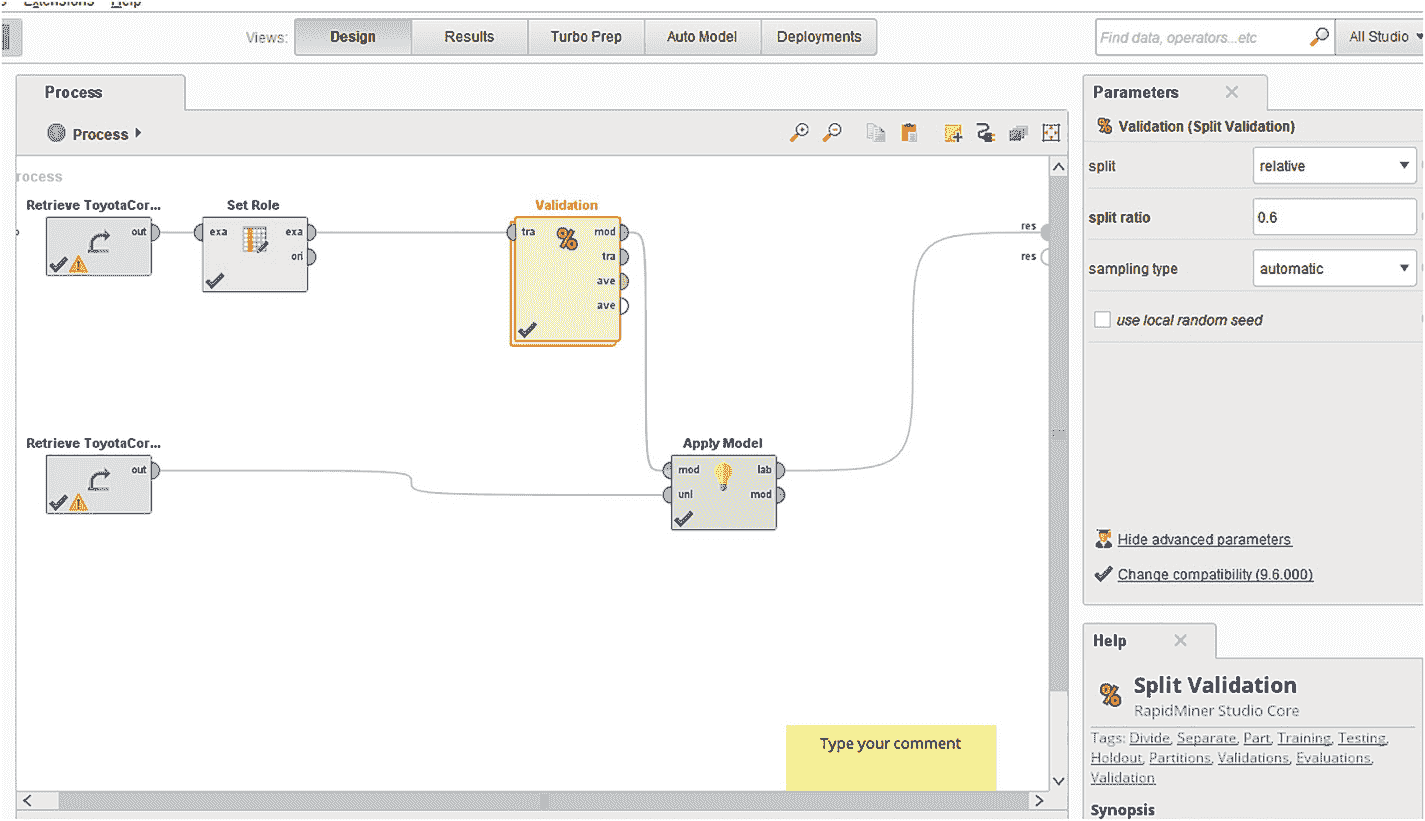 Extensions Help
Views: Design Results Turbo Prep Auto Model Deployments Find data, operators...etc All Studio
Process
Process
rocess
Retrieve ToyotaCor...
out
Set Role
exa exa
ori
Validation
tra mod
tra
ave
ave
res
res
Retrieve ToyotaCor...
out
Apply Model
mod lab
unl mod
Type your comment
Parameters
Validation (Split Validation)
split relative
split ratio 0.6
sampling type automatic
use local random seed
Hide advanced parameters
Change compatibility (9.6.000)
Help
Split Validation
RapidMiner Studio Core
Tags: Divide, Separate, Part, Training, Testing,
Holdout, Partitions, Validations, Evaluations,
Validation
Synopsis